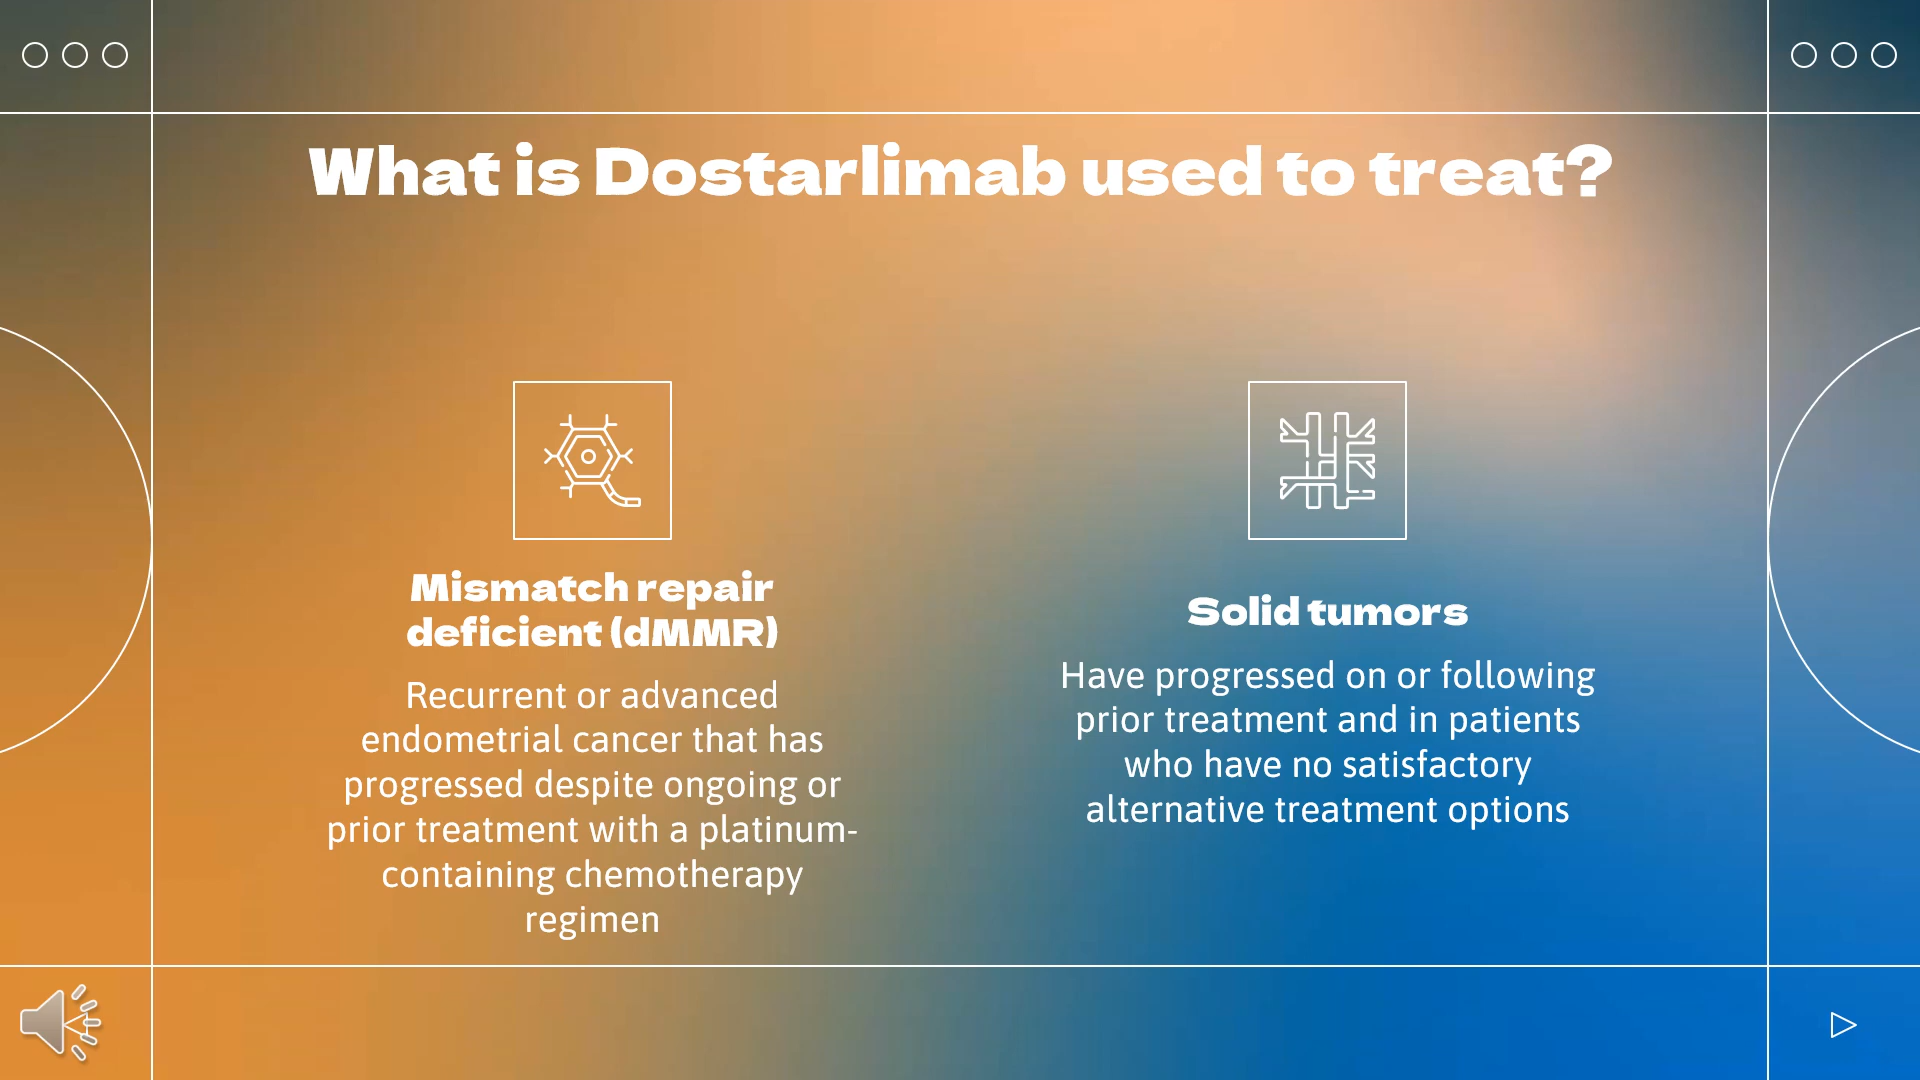 What is Dostarlimab used to treat?
Mismatch repair
deficient (dMMR)
Recurrent or advanced
endometrial cancer that has
progressed despite ongoing or
prior treatment with a platinum-
containing chemotherapy
regimen
Solid tumors
Have progressed on or following
prior treatment and in patients
who have no satisfactory
alternative treatment options